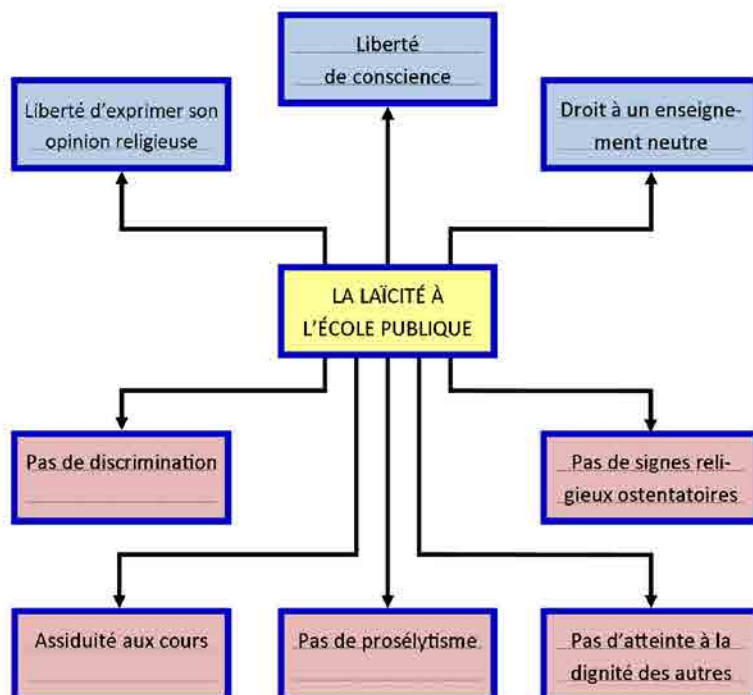 Liberté
de conscience
Liberté d'exprimer son
opinion religieuse
Droit à un enseigne-
ment neutre
LA LAÏCITÉ À
L'ÉCOLE PUBLIQUE
Pas de discrimination
Pas de signes reli-
gieux ostentatoires
Assiduité aux cours
Pas de prosélytisme
Pas d'atteinte à la
dignité des autres